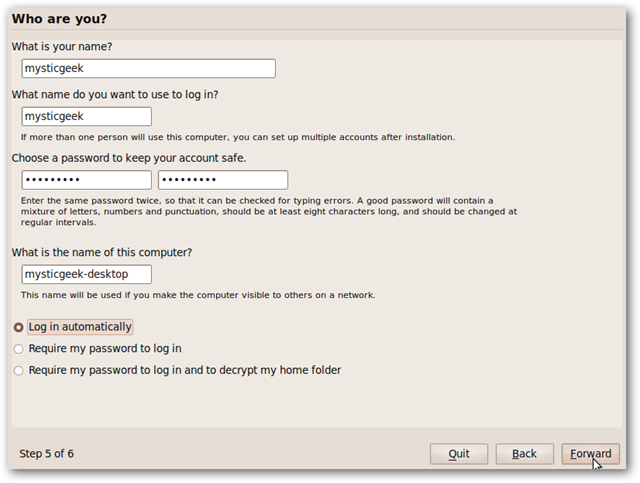 Who are you?
What is your name?
mysticgeek
What name do you want to use to log in?
mysticgeek
If more than one person will use this computer, you can set up multiple accounts after installation.
Choose a password to keep your account safe.
••••••••• •••••••••
Enter the same password twice, so that it can be checked for typing errors. A good password will contain a
mixture of letters, numbers and punctuation, should be at least eight characters long, and should be changed at
regular intervals.
What is the name of this computer?
mysticgeek-desktop
This name will be used if you make the computer visible to others on a network.
Log in automatically
Require my password to log in
Require my password to log in and to decrypt my home folder
Step 5 of 6 Quit Back Forward